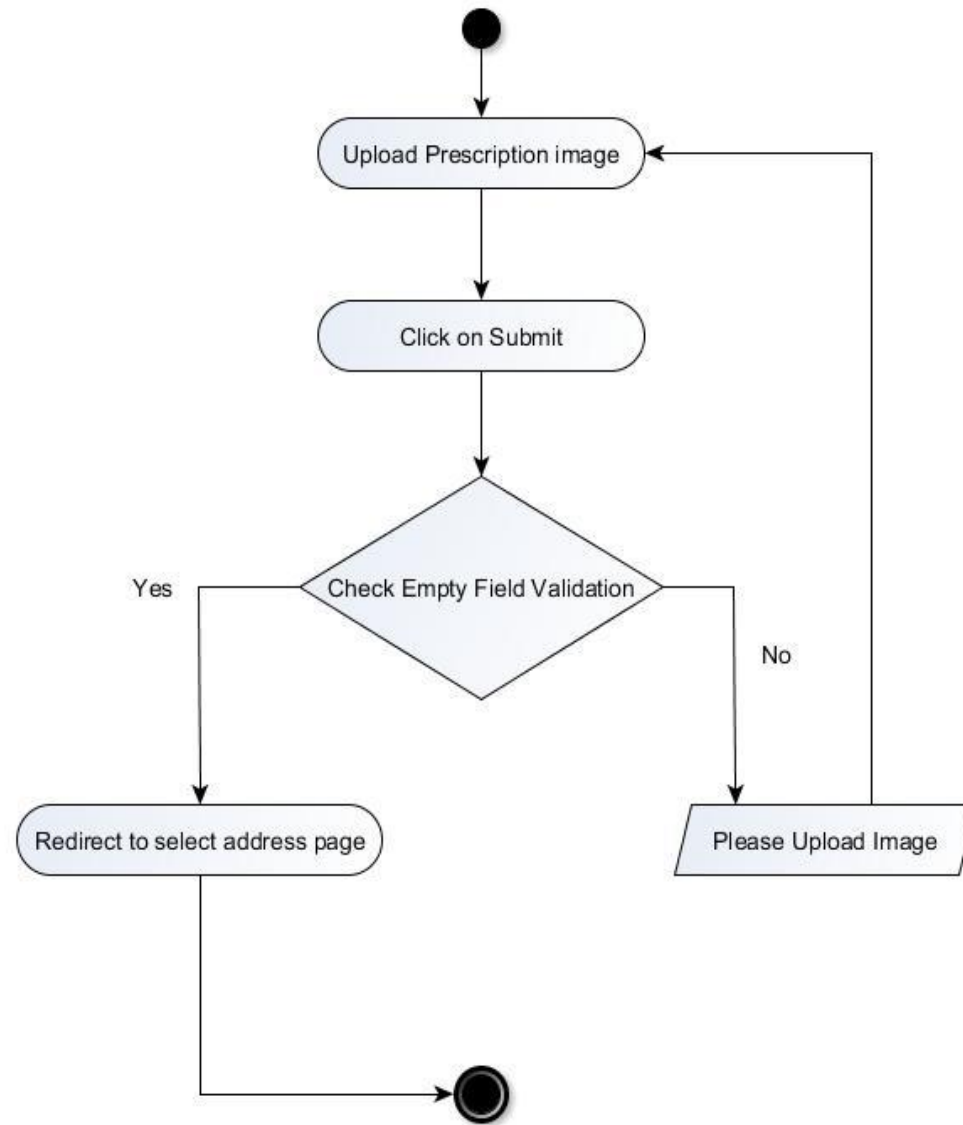 Upload Prescription image
Click on Submit
Check Empty Field Validation
Yes
No
Redirect to select address page
Please Upload Image